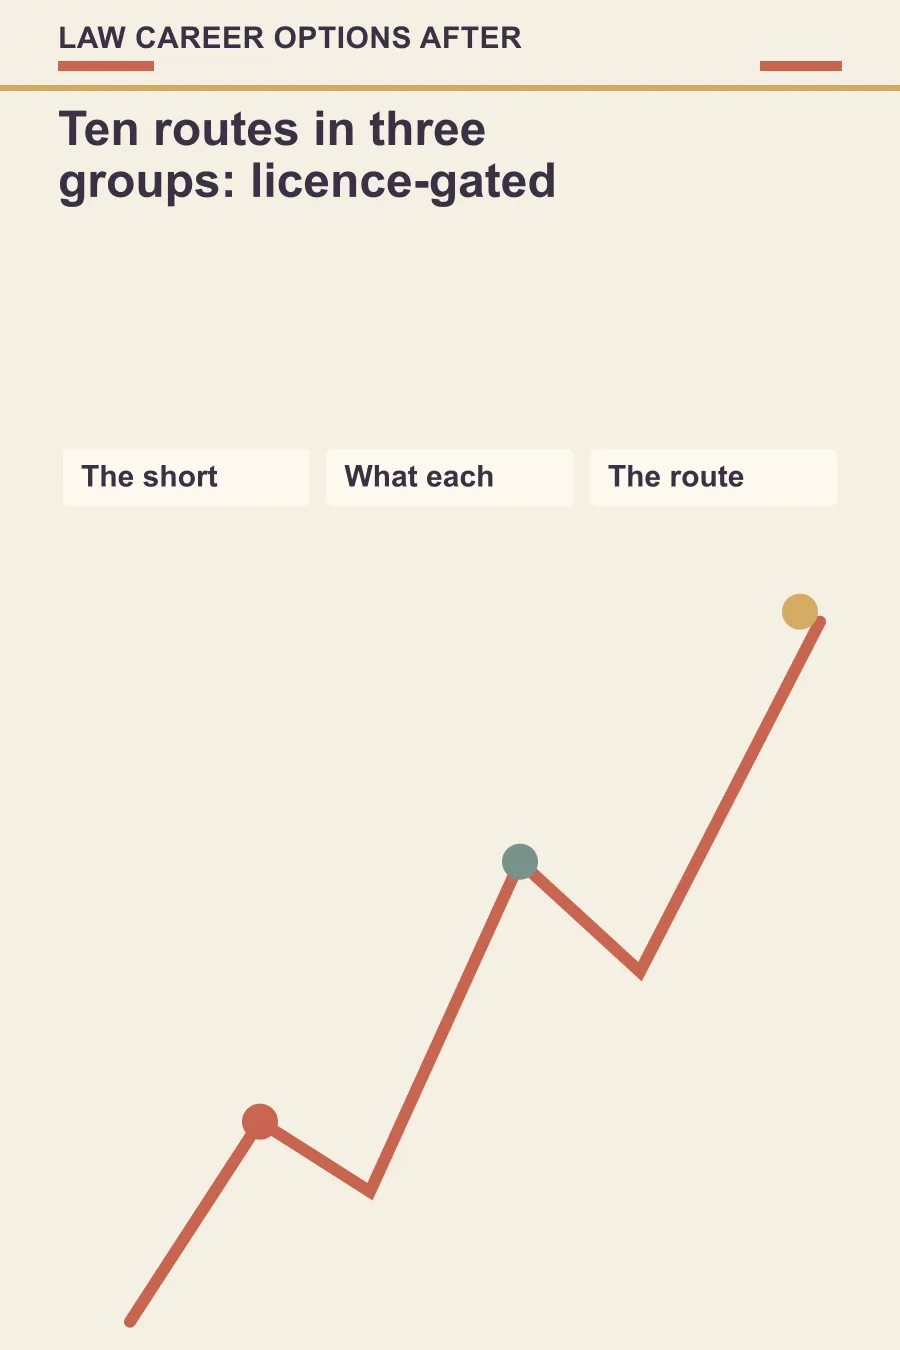 LAW CAREER OPTIONS AFTER
Ten routes in three
groups: licence-gated
The short
What each
The route